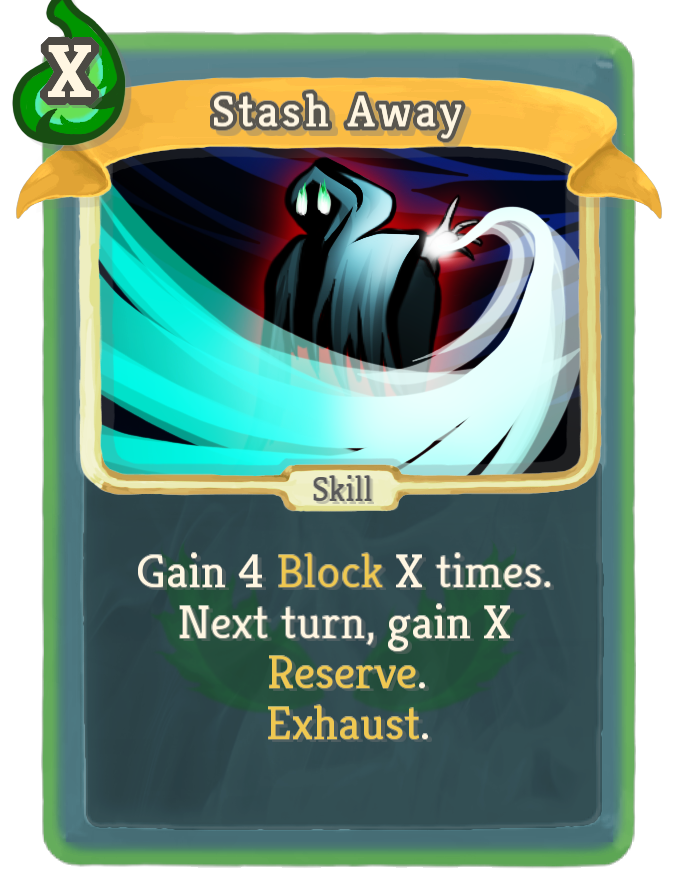 X
Stash Away
Skill
Gain 4 Block X times.
Next turn, gain X
Reserve.
Exhaust.